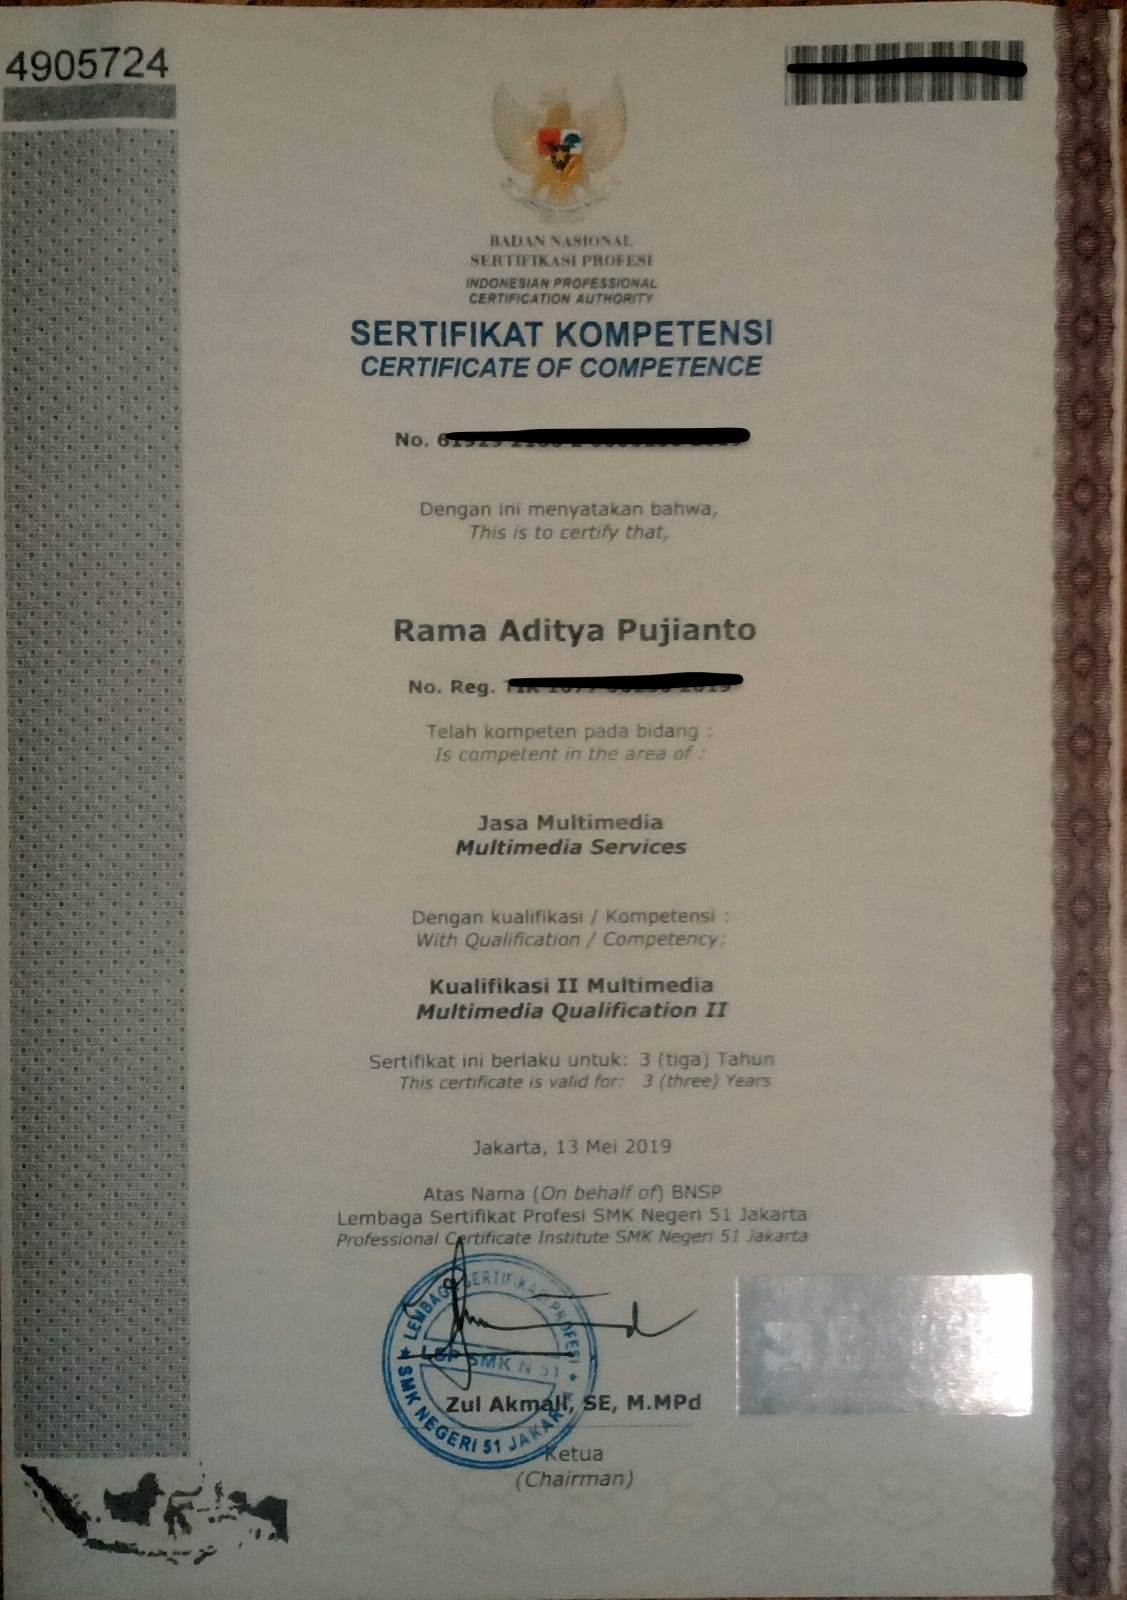 4905724
BADAN NASIONAL
SERTIFIKASI PROFESI
INDONESIAN PROFESSIONAL
CERTIFICATION AUTHORITY
SERTIFIKAT KOMPETENSI
CERTIFICATE OF COMPETENCE
No.
Dengan ini menyatakan bahwa,
This is to certify that,
Rama Aditya Pujianto
No. Reg.
Telah kompeten pada bidang :
Is competent in the area of :
Jasa Multimedia
Multimedia Services
Dengan kualifikasi / Kompetensi :
With Qualification / Competency:
Kualifikasi II Multimedia
Multimedia Qualification II
Sertifikat ini berlaku untuk: 3 (tiga) Tahun
This certificate is valid for: 3 (three) Years
Jakarta, 13 Mei 2019
Atas Nama (On behalf of) BNSP
Lembaga Sertifikat Profesi SMK Negeri 51 Jakarta
Professional Certificate Institute SMK Negeri 51 Jakarta
LEMBAGA SERTIFIKASI PROFESI
LSP SMK N 51
SMK NEGERI 51 JAKARTA
Zul Akmali, SE, M.MPd
Ketua
(Chairman)